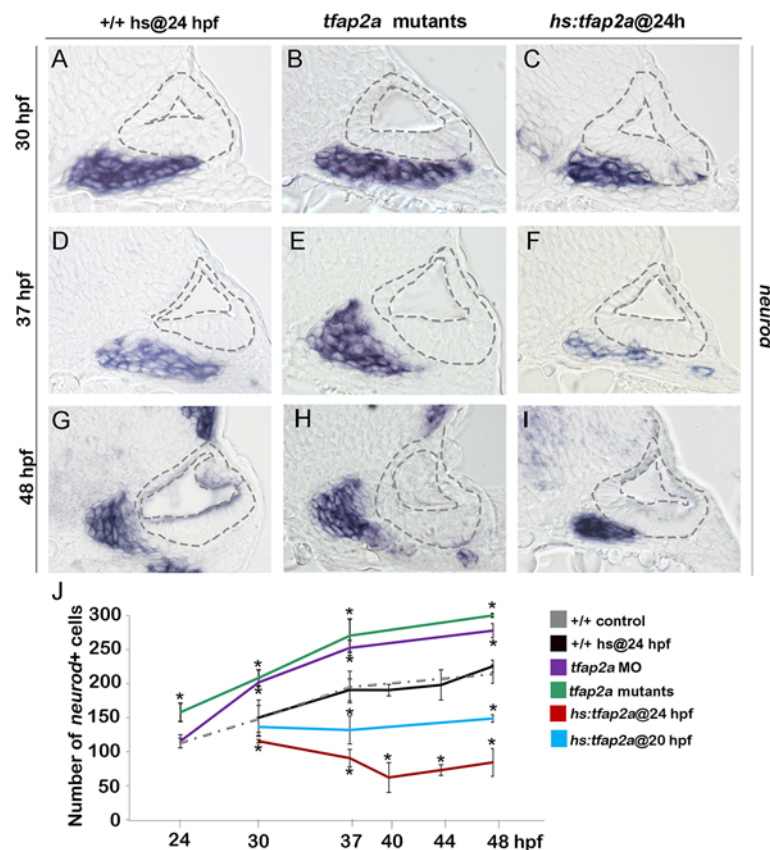 +/+ hs@24 hpf
tfap2a mutants
hs:tfap2a@24h
30 hpf
A
B
C
37 hpf
D
E
F
48 hpf
G
H
I
neurod
J
Number of neurod+ cells
300
250
200
150
100
50
0
* * * * * * * * * * * * * *
24 30 37 40 44 48 hpf
+/+ control
+/+ hs@24 hpf
tfap2a MO
tfap2a mutants
hs:tfap2a@24 hpf
hs:tfap2a@20 hpf